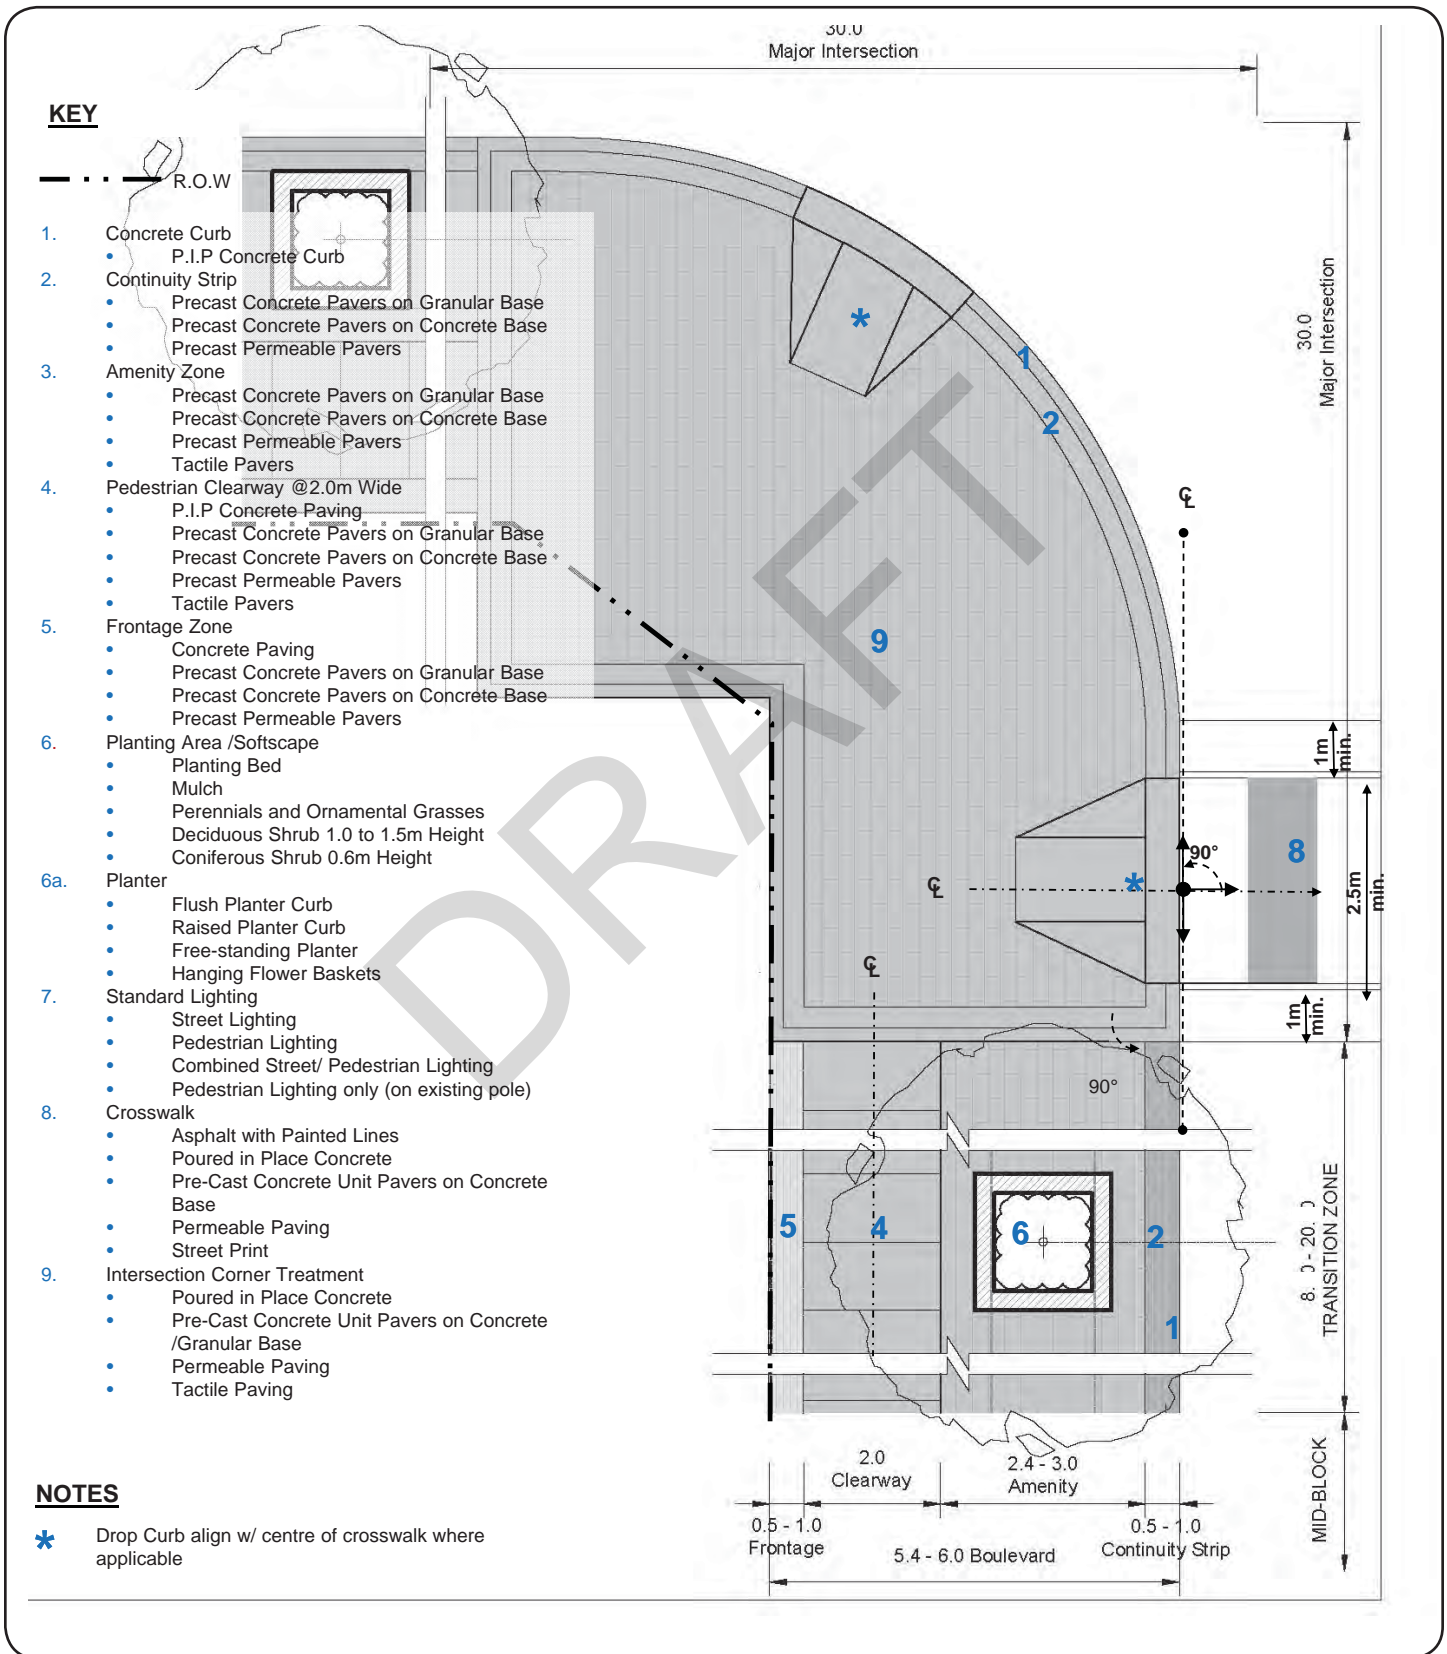 30.0
Major Intersection
KEY
R.O.W
1. Concrete Curb
• P.I.P Concrete Curb
2. Continuity Strip
• Precast Concrete Pavers on Granular Base
• Precast Concrete Pavers on Concrete Base
• Precast Permeable Pavers
3. Amenity Zone
• Precast Concrete Pavers on Granular Base
• Precast Concrete Pavers on Concrete Base
• Precast Permeable Pavers
• Tactile Pavers
4. Pedestrian Clearway @2.0m Wide
• P.I.P Concrete Paving
• Precast Concrete Pavers on Granular Base
• Precast Concrete Pavers on Concrete Base
• Precast Permeable Pavers
• Tactile Pavers
5. Frontage Zone
• Concrete Paving
• Precast Concrete Pavers on Granular Base
• Precast Concrete Pavers on Concrete Base
• Precast Permeable Pavers
6. Planting Area /Softscape
• Planting Bed
• Mulch
• Perennials and Ornamental Grasses
• Deciduous Shrub 1.0 to 1.5m Height
• Coniferous Shrub 0.6m Height
6a. Planter
• Flush Planter Curb
• Raised Planter Curb
• Free-standing Planter
• Hanging Flower Baskets
7. Standard Lighting
• Street Lighting
• Pedestrian Lighting
• Combined Street/ Pedestrian Lighting
• Pedestrian Lighting only (on existing pole)
8. Crosswalk
• Asphalt with Painted Lines
• Poured in Place Concrete
• Pre-Cast Concrete Unit Pavers on Concrete
Base
• Permeable Paving
• Street Print
9. Intersection Corner Treatment
• Poured in Place Concrete
• Pre-Cast Concrete Unit Pavers on Concrete
/Granular Base
• Permeable Paving
• Tactile Paving
NOTES
* Drop Curb align w/ centre of crosswalk where
applicable
DRAFT
*
1
2
30.0
Major Intersection
℄
9
1m
min.
90°
8
℄
*
2.5m
min.
℄
1m
min.
90°
5
4
6
2
1
TRANSITION ZONE
MID-BLOCK
2.0
Clearway
2.4 - 3.0
Amenity
0.5 - 1.0
Frontage
5.4 - 6.0 Boulevard
0.5 - 1.0
Continuity Strip